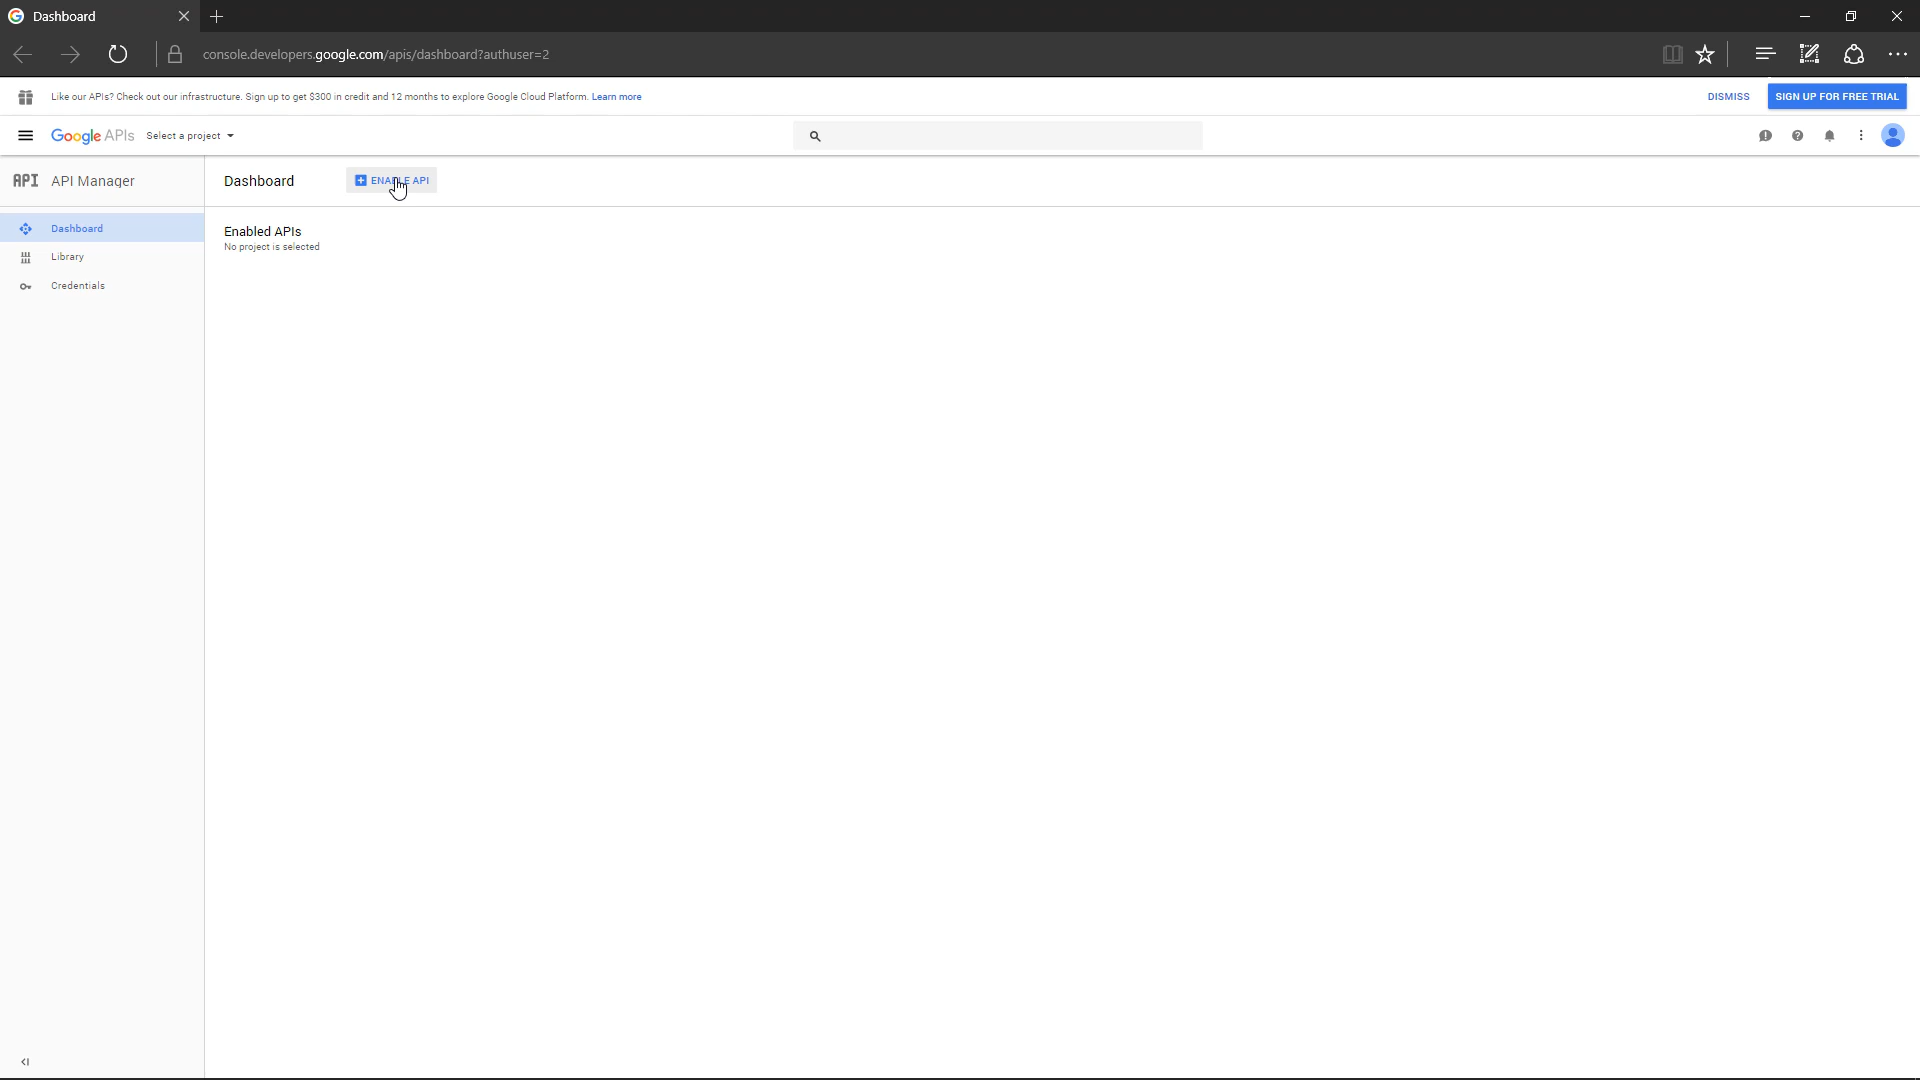 Dashboard
console.developers.google.com/apis/dashboard?authuser=2
Like our APIs? Check out our infrastructure. Sign up to get $300 in credit and 12 months to explore Google Cloud Platform. Learn more
DISMISS
SIGN UP FOR FREE TRIAL
Google APIs
Select a project
API
API Manager
Dashboard
ENABLE API
Dashboard
Library
Credentials
Enabled APIs
No project is selected